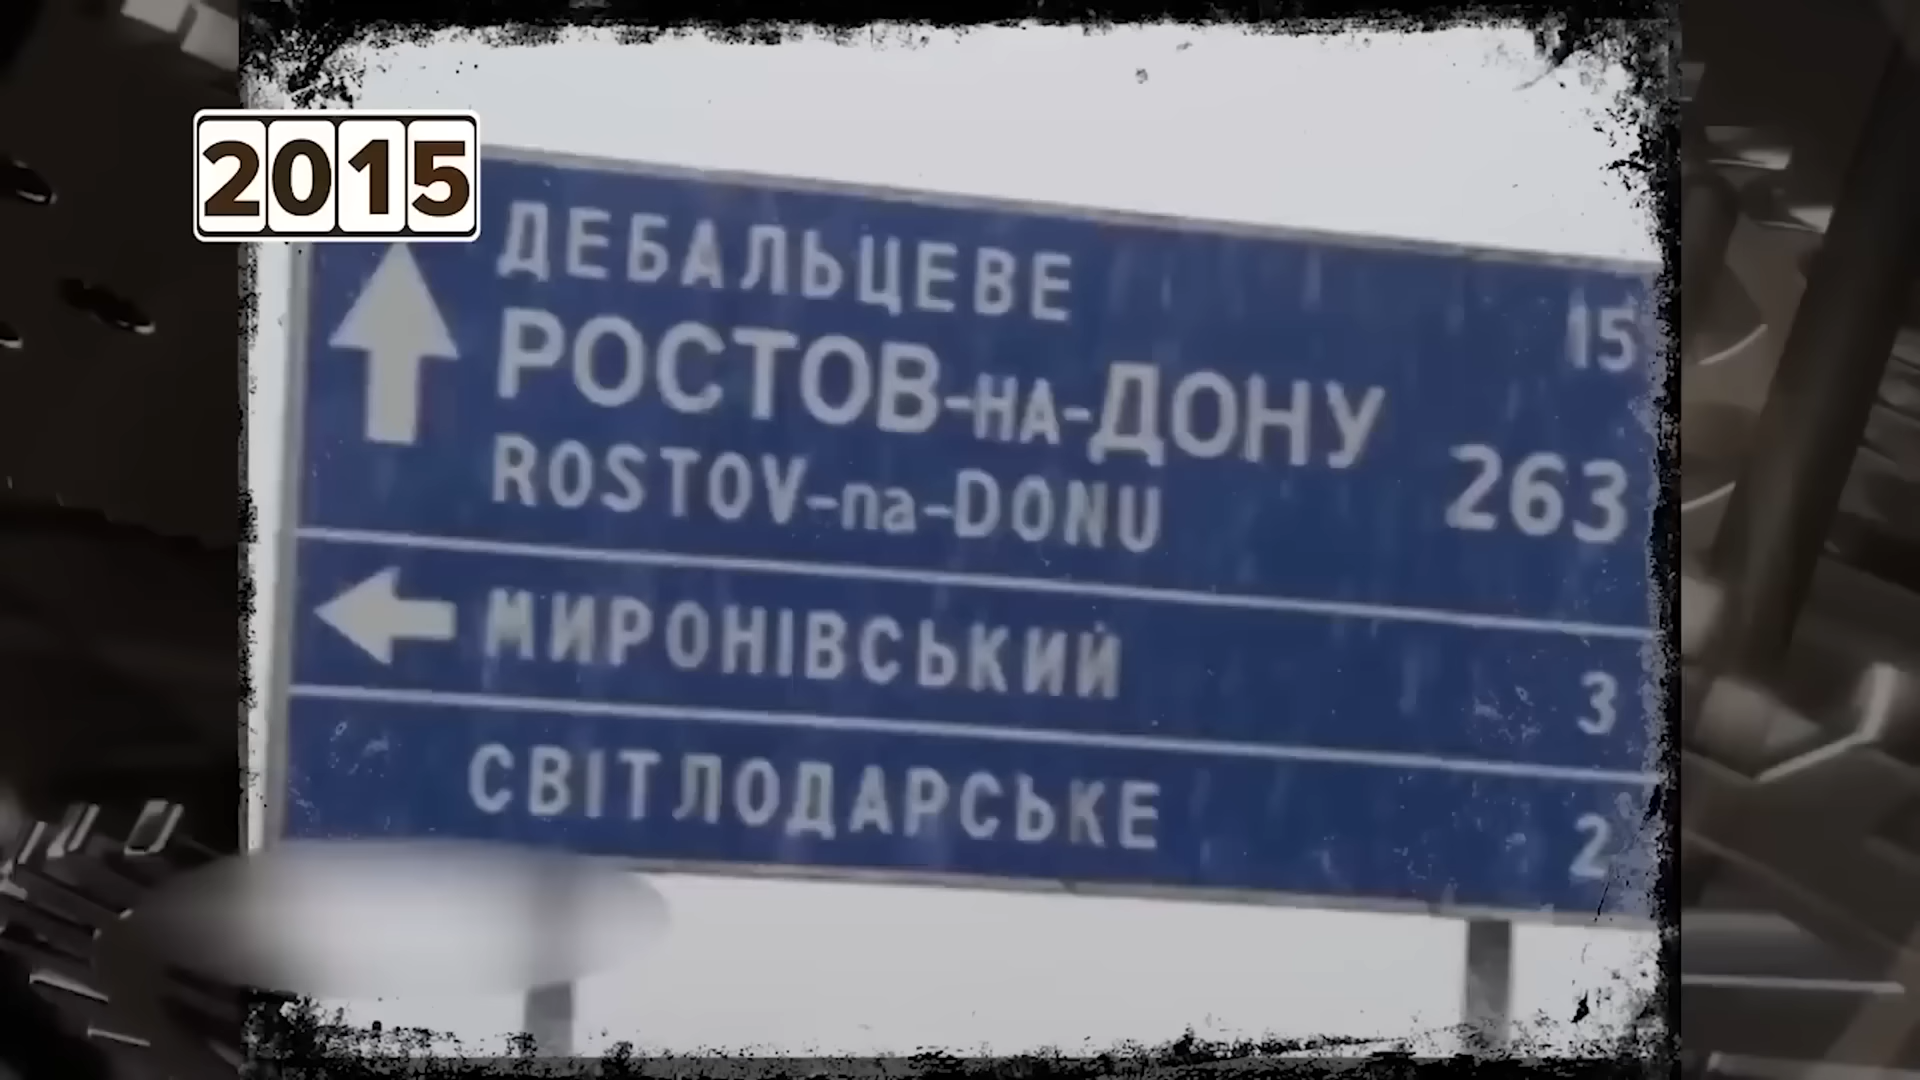 2015
ДЕБАЛЬЦЕВЕ 15
РОСТОВ-НА-ДОНУ
ROSTOV-na-DONU 263
МИРОНІВСЬКИЙ 3
СВІТЛОДАРСЬКЕ 2